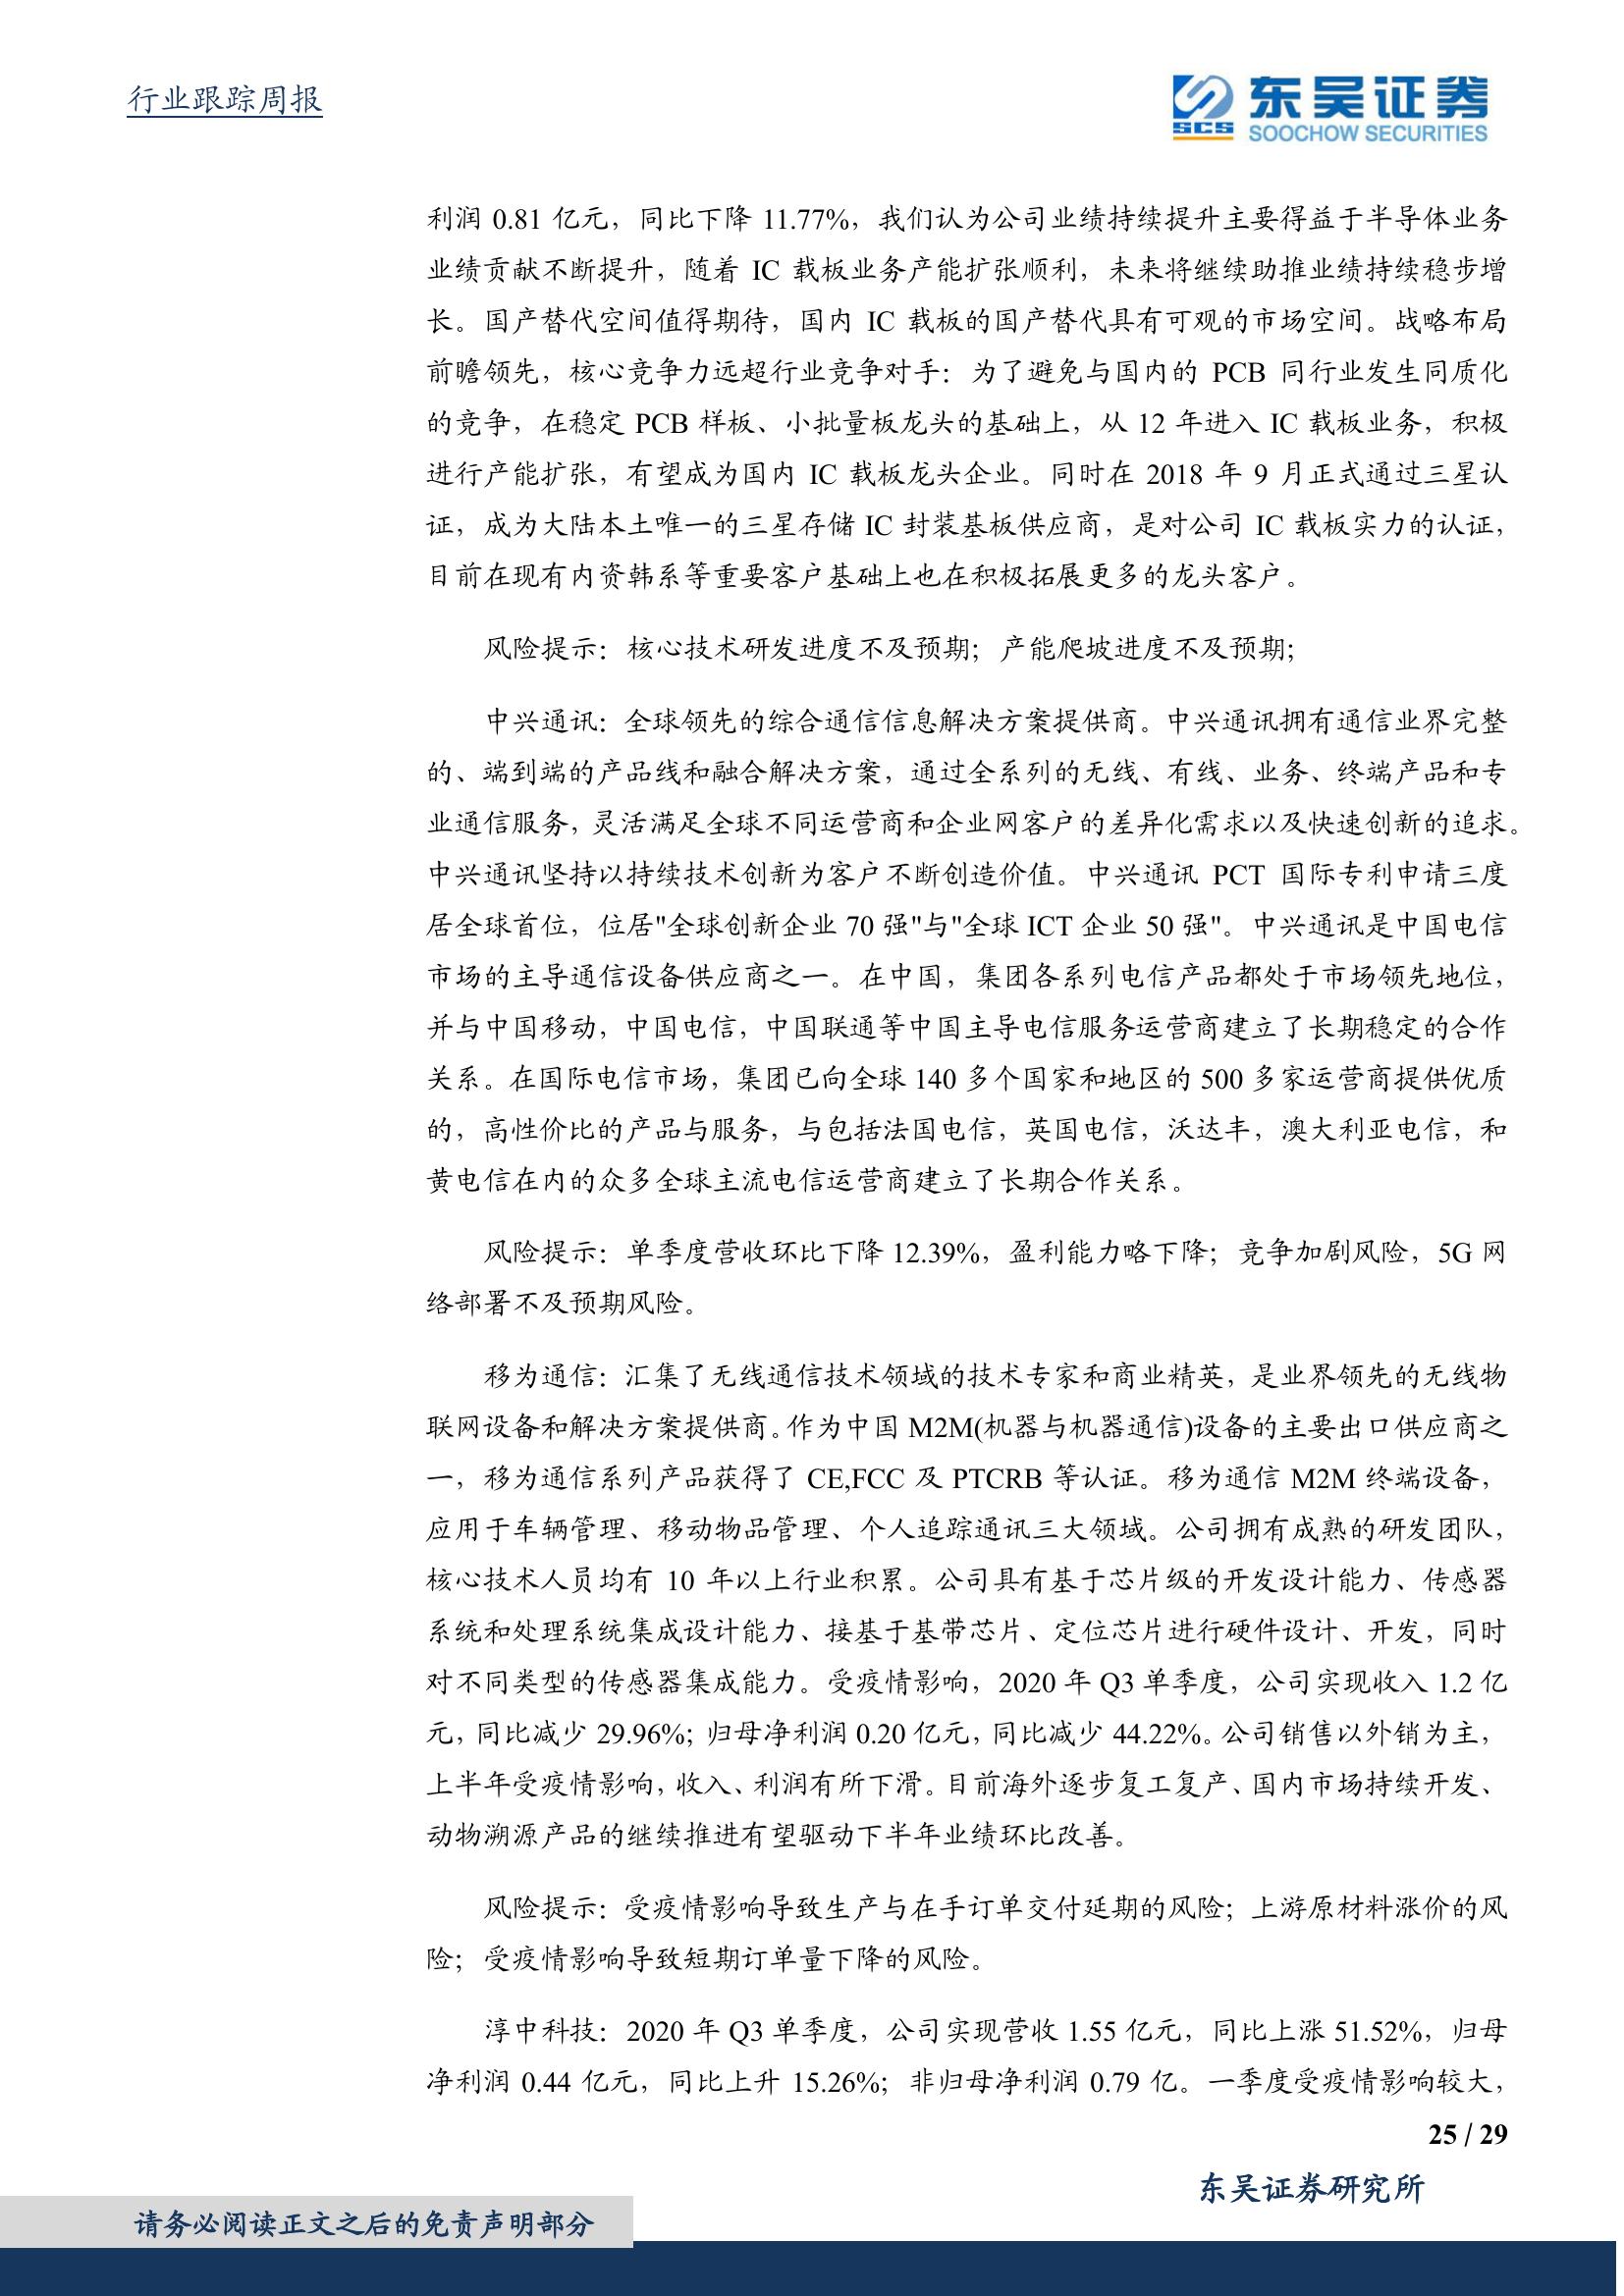 行业跟踪周报
SCS
东吴证券
SOOCHOW SECURITIES
利润 0.81 亿元，同比下降 11.77%，我们认为公司业绩持续提升主要得益于半导体业务
业绩贡献不断提升，随着 IC 载板业务产能扩张顺利，未来将继续助推业绩持续稳步增
长。国产替代空间值得期待，国内 IC 载板的国产替代具有可观的市场空间。战略布局
前瞻领先，核心竞争力远超行业竞争对手：为了避免与国内的 PCB 同行业发生同质化
的竞争，在稳定 PCB 样板、小批量板龙头的基础上，从 12 年进入 IC 载板业务，积极
进行产能扩张，有望成为国内 IC 载板龙头企业。同时在 2018 年 9 月正式通过三星认
证，成为大陆本土唯一的三星存储 IC 封装基板供应商，是对公司 IC 载板实力的认证，
目前在现有内资韩系等重要客户基础上也在积极拓展更多的龙头客户。
风险提示：核心技术研发进度不及预期；产能爬坡进度不及预期；
中兴通讯：全球领先的综合通信信息解决方案提供商。中兴通讯拥有通信业界完整
的、端到端的产品线和融合解决方案，通过全系列的无线、有线、业务、终端产品和专
业通信服务，灵活满足全球不同运营商和企业网客户的差异化需求以及快速创新的追求。
中兴通讯坚持以持续技术创新为客户不断创造价值。中兴通讯 PCT 国际专利申请三度
居全球首位，位居"全球创新企业 70 强"与"全球 ICT 企业 50 强"。中兴通讯是中国电信
市场的主导通信设备供应商之一。在中国，集团各系列电信产品都处于市场领先地位，
并与中国移动，中国电信，中国联通等中国主导电信服务运营商建立了长期稳定的合作
关系。在国际电信市场，集团已向全球 140 多个国家和地区的 500 多家运营商提供优质
的，高性价比的产品与服务，与包括法国电信，英国电信，沃达丰，澳大利亚电信，和
黄电信在内的众多全球主流电信运营商建立了长期合作关系。
风险提示：单季度营收环比下降 12.39%，盈利能力略下降；竞争加剧风险，5G 网
络部署不及预期风险。
移为通信：汇集了无线通信技术领域的技术专家和商业精英，是业界领先的无线物
联网设备和解决方案提供商。作为中国 M2M(机器与机器通信)设备的主要出口供应商之
一，移为通信系列产品获得了 CE,FCC 及 PTCRB 等认证。移为通信 M2M 终端设备，
应用于车辆管理、移动物品管理、个人追踪通讯三大领域。公司拥有成熟的研发团队，
核心技术人员均有 10 年以上行业积累。公司具有基于芯片级的开发设计能力、传感器
系统和处理系统集成设计能力、接基于基带芯片、定位芯片进行硬件设计、开发，同时
对不同类型的传感器集成能力。受疫情影响，2020 年 Q3 单季度，公司实现收入 1.2 亿
元，同比减少 29.96%；归母净利润 0.20 亿元，同比减少 44.22%。公司销售以外销为主，
上半年受疫情影响，收入、利润有所下滑。目前海外逐步复工复产、国内市场持续开发、
动物溯源产品的继续推进有望驱动下半年业绩环比改善。
风险提示：受疫情影响导致生产与在手订单交付延期的风险；上游原材料涨价的风
险；受疫情影响导致短期订单量下降的风险。
淳中科技：2020 年 Q3 单季度，公司实现营收 1.55 亿元，同比上涨 51.52%，归母
净利润 0.44 亿元，同比上升 15.26%；非归母净利润 0.79 亿。一季度受疫情影响较大，
25 / 29
东吴证券研究所
请务必阅读正文之后的免责声明部分